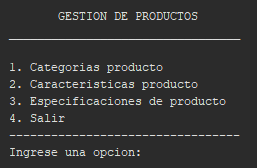 GESTION DE PRODUCTOS
1. Categorias producto
2. Caracteristicas producto
3. Especificaciones de producto
4. Salir
--------------------------------
Ingrese una opcion: